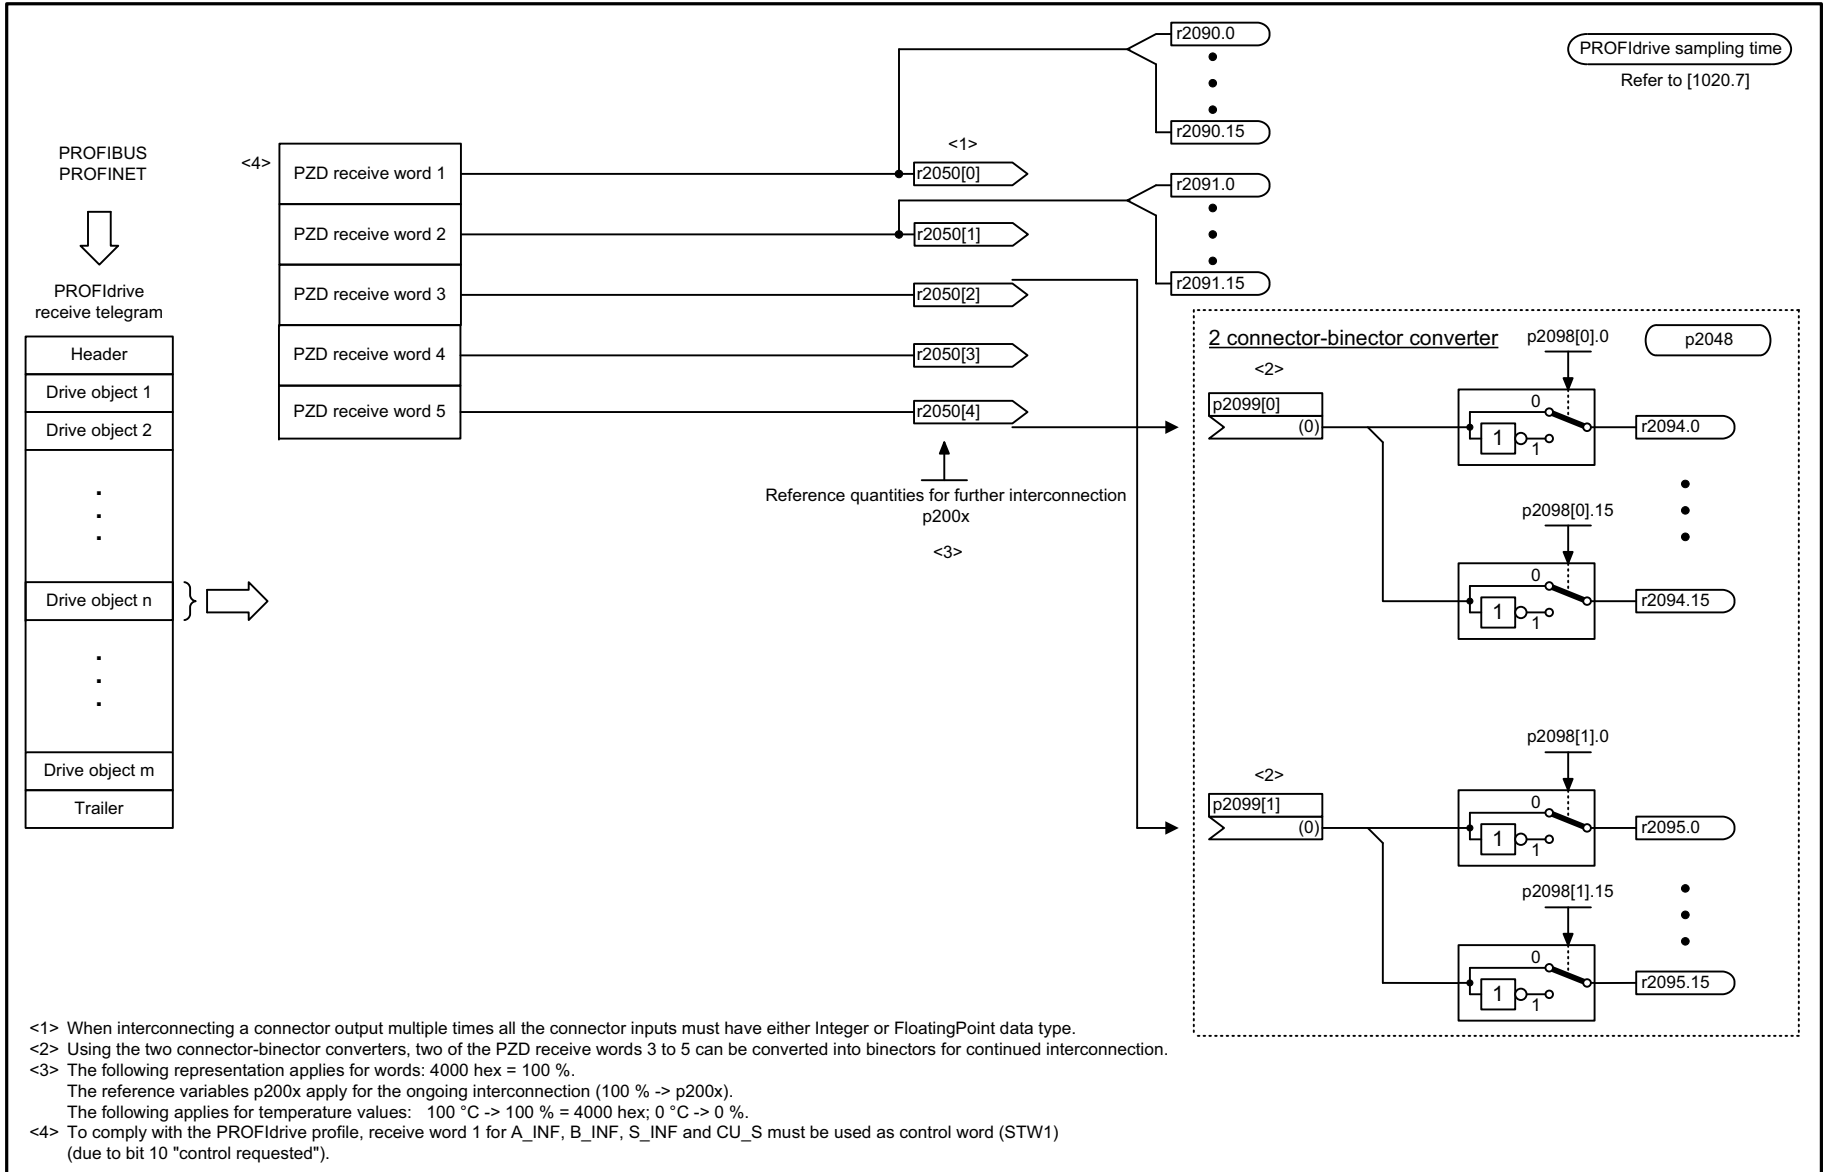 PROFIdrive sampling time
Refer to [1020.7]
PROFIBUS
PROFINET
PROFIdrive
receive telegram
Header
Drive object 1
Drive object 2
Drive object n
Drive object m
Trailer
<4>
PZD receive word 1
PZD receive word 2
PZD receive word 3
PZD receive word 4
PZD receive word 5
<1>
r2050[0]
r2050[1]
r2050[2]
r2050[3]
r2050[4]
Reference quantities for further interconnection
p200x
<3>
r2090.0
r2090.15
r2091.0
r2091.15
2 connector-binector converter
p2048
<2>
p2099[0]
(0)
p2098[0].0
0
1
1
r2094.0
p2098[0].15
0
1
1
r2094.15
<2>
p2099[1]
(0)
p2098[1].0
0
1
1
r2095.0
p2098[1].15
0
1
1
r2095.15
<1> When interconnecting a connector output multiple times all the connector inputs must have either Integer or FloatingPoint data type.
<2> Using the two connector-binector converters, two of the PZD receive words 3 to 5 can be converted into binectors for continued interconnection.
<3> The following representation applies for words: 4000 hex = 100 %.
The reference variables p200x apply for the ongoing interconnection (100 % -> p200x).
The following applies for temperature values: 100 °C -> 100 % = 4000 hex; 0 °C -> 0 %.
<4> To comply with the PROFIdrive profile, receive word 1 for A_INF, B_INF, S_INF and CU_S must be used as control word (STW1)
(due to bit 10 "control requested").